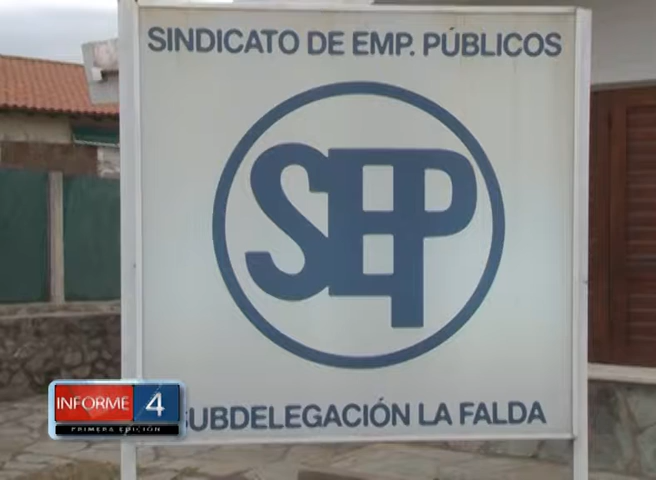 SINDICATO DE EMP. PÚBLICOS
SEP
SUBDELEGACIÓN LA FALDA
INFORME 4
PRIMERA EDICIÓN